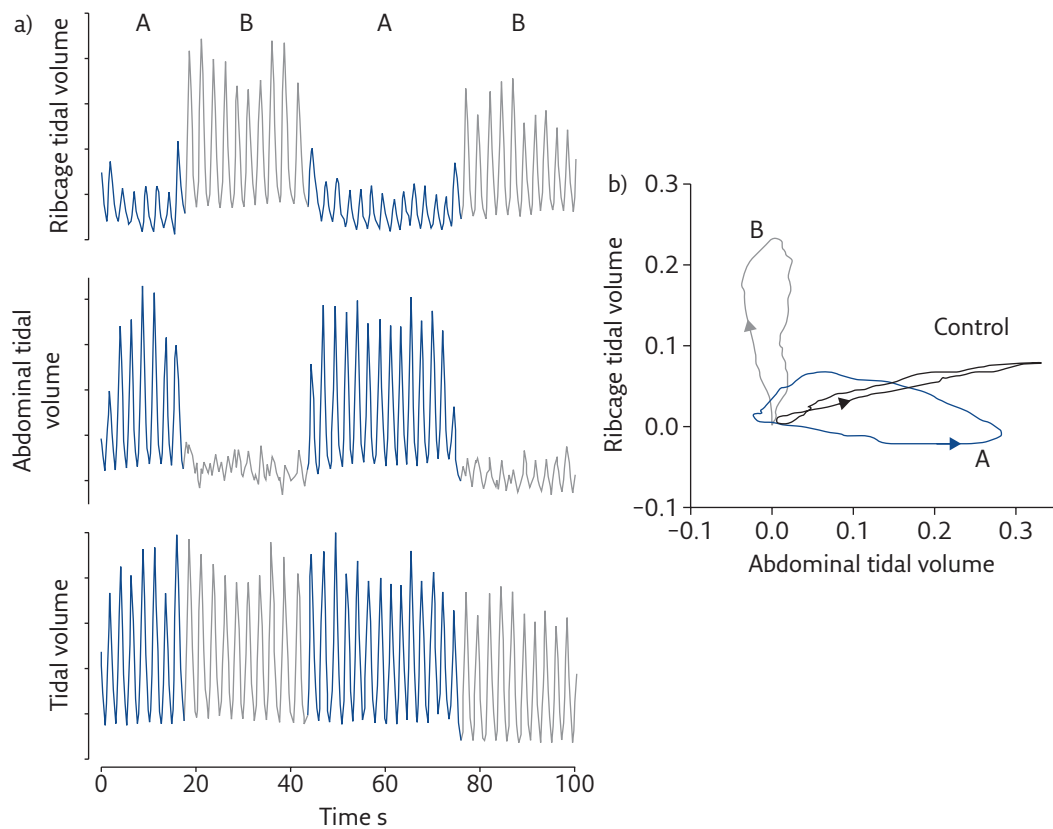 a)
A B A B
Ribcage tidal volume
Abdominal tidal
volume
Tidal volume
0 20 40 60 80 100
Time s
b)
0.3
0.2
0.1
0.0
−0.1
Ribcage tidal volume
B
Control
A
−0.1 0.0 0.1 0.2 0.3
Abdominal tidal volume